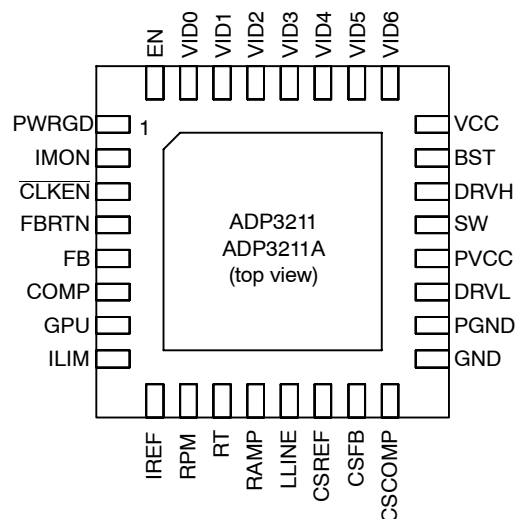 EN
VID0
VID1
VID2
VID3
VID4
VID5
VID6
PWRGD
IMON
CLKEN
FBRTN
FB
COMP
GPU
ILIM
1
ADP3211
ADP3211A
(top view)
VCC
BST
DRVH
SW
PVCC
DRVL
PGND
GND
IREF
RPM
RT
RAMP
LLINE
CSREF
CSFB
CSCOMP